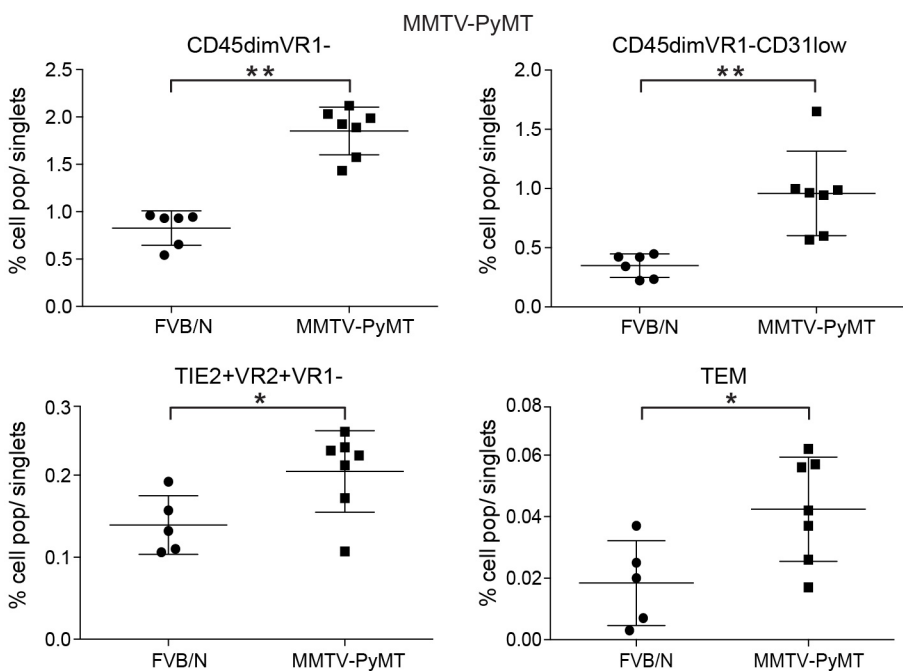 MMTV-PyMT
CD45dimVR1-
**
% cell pop/ singlets
2.5
2.0
1.5
1.0
0.5
0.0
FVB/N MMTV-PyMT
CD45dimVR1-CD31low
**
% cell pop/ singlets
2.0
1.5
1.0
0.5
0.0
FVB/N MMTV-PyMT
TIE2+VR2+VR1-
*
% cell pop/ singlets
0.3
0.2
0.1
0.0
FVB/N MMTV-PyMT
TEM
*
% cell pop/ singlets
0.08
0.06
0.04
0.02
0.00
FVB/N MMTV-PyMT